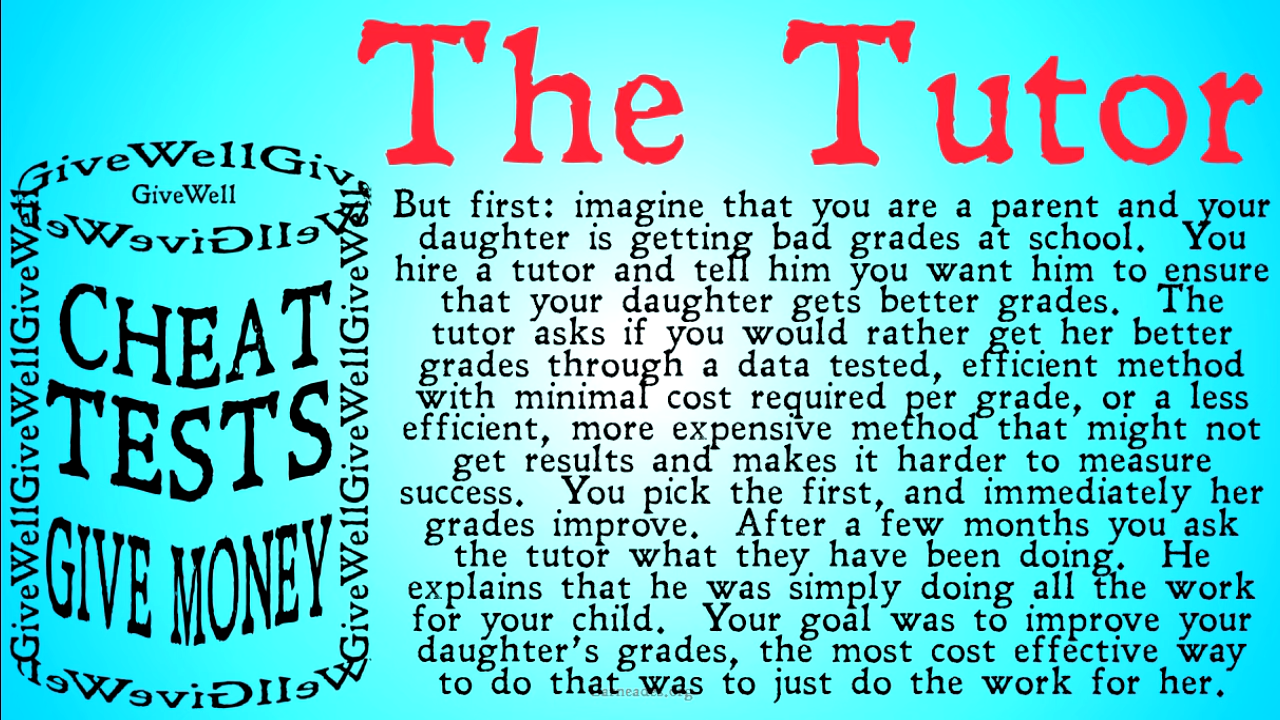 The Tutor
GiveWellGiveWell
GiveWell
GiveWell
CHEAT
TESTS
GIVE MONEY
GiveWellGiveWellGiveWell
GiveWellGiveWellGiveWell
GiveWell
But first: imagine that you are a parent and your
daughter is getting bad grades at school. You
hire a tutor and tell him you want him to ensure
that your daughter gets better grades. The
tutor asks if you would rather get her better
grades through a data tested, efficient method
with minimal cost required per grade, or a less
efficient, more expensive method that might not
get results and makes it harder to measure
success. You pick the first, and immediately her
grades improve. After a few months you ask
the tutor what they have been doing. He
explains that he was simply doing all the work
for your child. Your goal was to improve your
daughter's grades, the most cost effective way
to do that was to just do the work for her.
Carneades.org